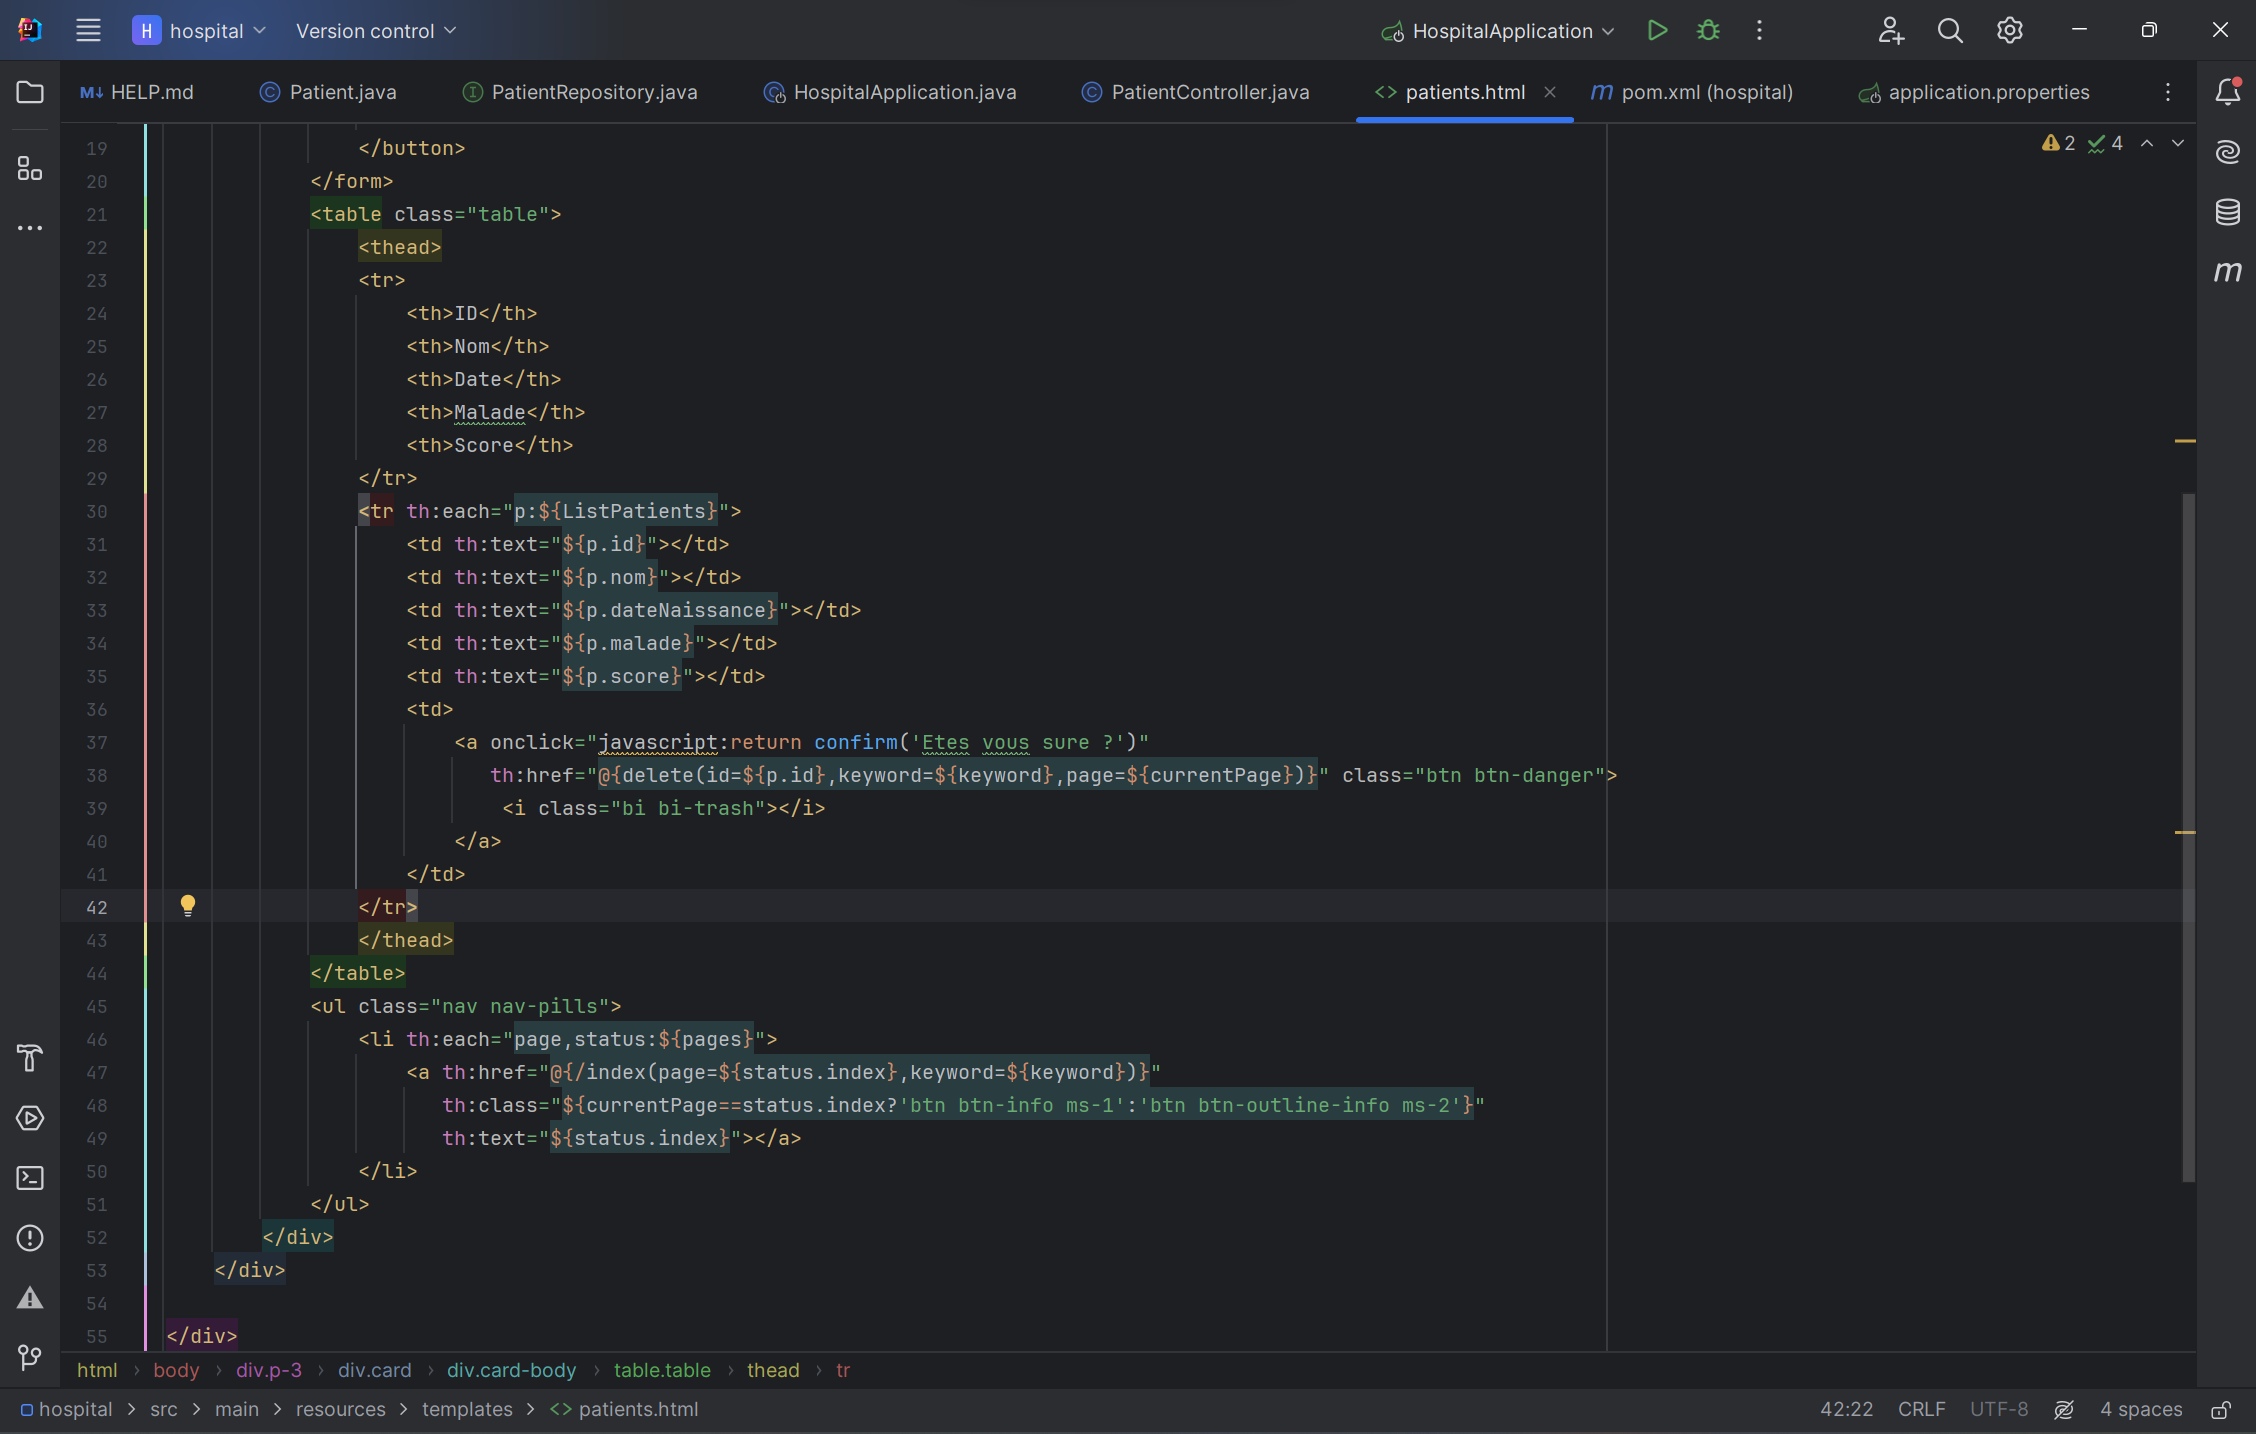 H hospital Version control HospitalApplication
M↓ HELP.md Patient.java PatientRepository.java HospitalApplication.java PatientController.java patients.html pom.xml (hospital) application.properties
2 4
19 </button>
20 </form>
21 <table class="table">
22 <thead>
23 <tr>
24 <th>ID</th>
25 <th>Nom</th>
26 <th>Date</th>
27 <th>Malade</th>
28 <th>Score</th>
29 </tr>
30 <tr th:each="p:${ListPatients}">
31 <td th:text="${p.id}"></td>
32 <td th:text="${p.nom}"></td>
33 <td th:text="${p.dateNaissance}"></td>
34 <td th:text="${p.malade}"></td>
35 <td th:text="${p.score}"></td>
36 <td>
37 <a onclick="javascript:return confirm('Etes vous sure ?')"
38 th:href="@{delete(id=${p.id},keyword=${keyword},page=${currentPage})}" class="btn btn-danger">
39 <i class="bi bi-trash"></i>
40 </a>
41 </td>
42 </tr>
43 </thead>
44 </table>
45 <ul class="nav nav-pills">
46 <li th:each="page,status:${pages}">
47 <a th:href="@{/index(page=${status.index},keyword=${keyword})}"
48 th:class="${currentPage==status.index?'btn btn-info ms-1':'btn btn-outline-info ms-2'}"
49 th:text="${status.index}"></a>
50 </li>
51 </ul>
52 </div>
53 </div>
54
55 </div>
html › body › div.p-3 › div.card › div.card-body › table.table › thead › tr
hospital > src > main > resources > templates > patients.html 42:22 CRLF UTF-8 4 spaces